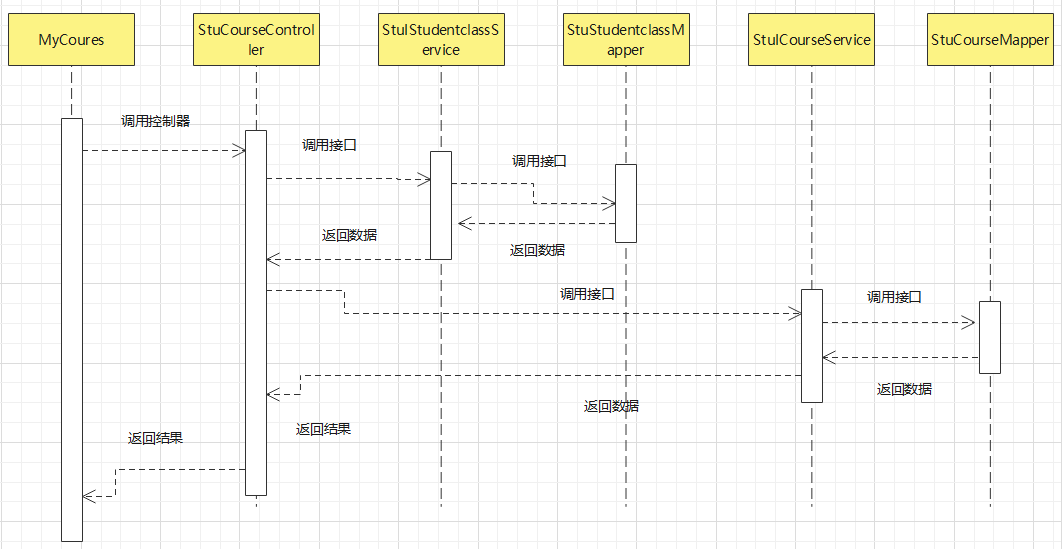 MyCoures
StuCourseControl
ler
StuIStudentclassS
ervice
StuStudentclassM
apper
StuICourseService
StuCourseMapper
调用控制器
调用接口
调用接口
返回数据
返回数据
调用接口
调用接口
返回数据
返回数据
返回结果
返回结果